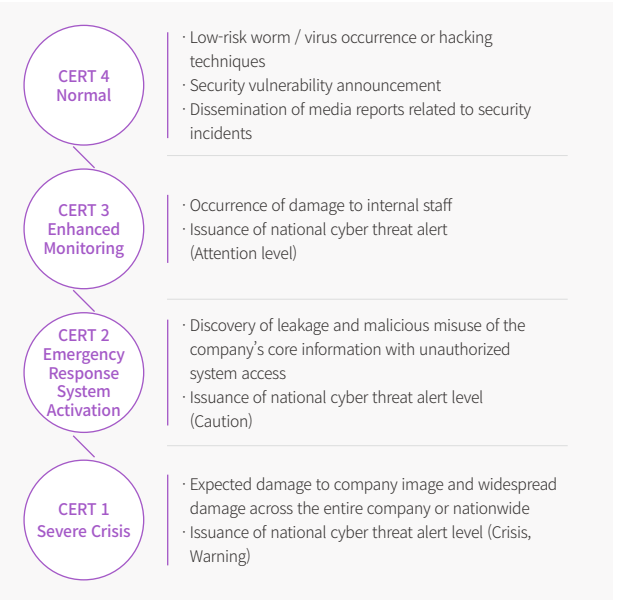 CERT 4
Normal
· Low-risk worm / virus occurrence or hacking
techniques
· Security vulnerability announcement
· Dissemination of media reports related to security
incidents
CERT 3
Enhanced
Monitoring
· Occurrence of damage to internal staff
· Issuance of national cyber threat alert
(Attention level)
CERT 2
Emergency
Response
System
Activation
· Discovery of leakage and malicious misuse of the
company’s core information with unauthorized
system access
· Issuance of national cyber threat alert level
(Caution)
CERT 1
Severe Crisis
· Expected damage to company image and widespread
damage across the entire company or nationwide
· Issuance of national cyber threat alert level (Crisis,
Warning)